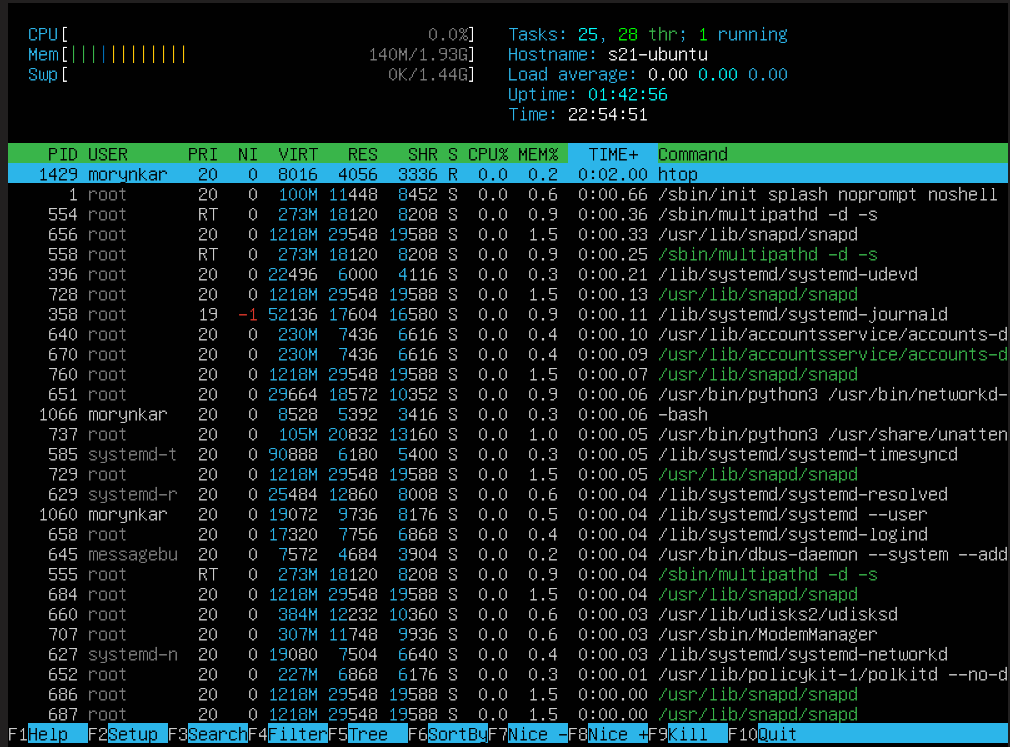 CPU[ 0.0%] Tasks: 25, 28 thr; 1 running
Mem[|||||||||||| 140M/1.93G] Hostname: s21-ubuntu
Swp[ 0K/1.44G] Load average: 0.00 0.00 0.00
Uptime: 01:42:56
Time: 22:54:51
PID USER PRI NI VIRT RES SHR S CPU% MEM% TIME+ Command
1429 morynkar 20 0 8016 4056 3336 R 0.0 0.2 0:02.00 htop
1 root 20 0 100M 11448 8452 S 0.0 0.6 0:00.66 /sbin/init splash noprompt noshell
554 root RT 0 273M 18120 8208 S 0.0 0.9 0:00.36 /sbin/multipathd -d -s
656 root 20 0 1218M 29548 19588 S 0.0 1.5 0:00.33 /usr/lib/snapd/snapd
558 root RT 0 273M 18120 8208 S 0.0 0.9 0:00.25 /sbin/multipathd -d -s
396 root 20 0 22496 6000 4116 S 0.0 0.3 0:00.21 /lib/systemd/systemd-udevd
728 root 20 0 1218M 29548 19588 S 0.0 1.5 0:00.13 /usr/lib/snapd/snapd
358 root 19 -1 52136 17604 16580 S 0.0 0.9 0:00.11 /lib/systemd/systemd-journald
640 root 20 0 230M 7436 6616 S 0.0 0.4 0:00.10 /usr/lib/accountsservice/accounts-d
670 root 20 0 230M 7436 6616 S 0.0 0.4 0:00.09 /usr/lib/accountsservice/accounts-d
760 root 20 0 1218M 29548 19588 S 0.0 1.5 0:00.07 /usr/lib/snapd/snapd
651 root 20 0 29664 18572 10352 S 0.0 0.9 0:00.06 /usr/bin/python3 /usr/bin/networkd-
1066 morynkar 20 0 8528 5392 3416 S 0.0 0.3 0:00.06 -bash
737 root 20 0 105M 20832 13160 S 0.0 1.0 0:00.05 /usr/bin/python3 /usr/share/unatten
585 systemd-t 20 0 90888 6180 5400 S 0.0 0.3 0:00.05 /lib/systemd/systemd-timesyncd
729 root 20 0 1218M 29548 19588 S 0.0 1.5 0:00.05 /usr/lib/snapd/snapd
629 systemd-r 20 0 25484 12860 8008 S 0.0 0.6 0:00.04 /lib/systemd/systemd-resolved
1060 morynkar 20 0 19072 9736 8176 S 0.0 0.5 0:00.04 /lib/systemd/systemd --user
658 root 20 0 17320 7756 6868 S 0.0 0.4 0:00.04 /lib/systemd/systemd-logind
645 messagebu 20 0 7572 4684 3904 S 0.0 0.2 0:00.04 /usr/bin/dbus-daemon --system --add
555 root RT 0 273M 18120 8208 S 0.0 0.9 0:00.04 /sbin/multipathd -d -s
684 root 20 0 1218M 29548 19588 S 0.0 1.5 0:00.04 /usr/lib/snapd/snapd
660 root 20 0 384M 12232 10360 S 0.0 0.6 0:00.03 /usr/lib/udisks2/udisksd
707 root 20 0 307M 11748 9936 S 0.0 0.6 0:00.03 /usr/sbin/ModemManager
627 systemd-n 20 0 19080 7504 6640 S 0.0 0.4 0:00.03 /lib/systemd/systemd-networkd
652 root 20 0 227M 6868 6176 S 0.0 0.3 0:00.01 /usr/lib/policykit-1/polkitd --no-d
686 root 20 0 1218M 29548 19588 S 0.0 1.5 0:00.00 /usr/lib/snapd/snapd
687 root 20 0 1218M 29548 19588 S 0.0 1.5 0:00.00 /usr/lib/snapd/snapd
F1Help F2Setup F3SearchF4FilterF5Tree F6SortByF7Nice -F8Nice +F9Kill F10Quit